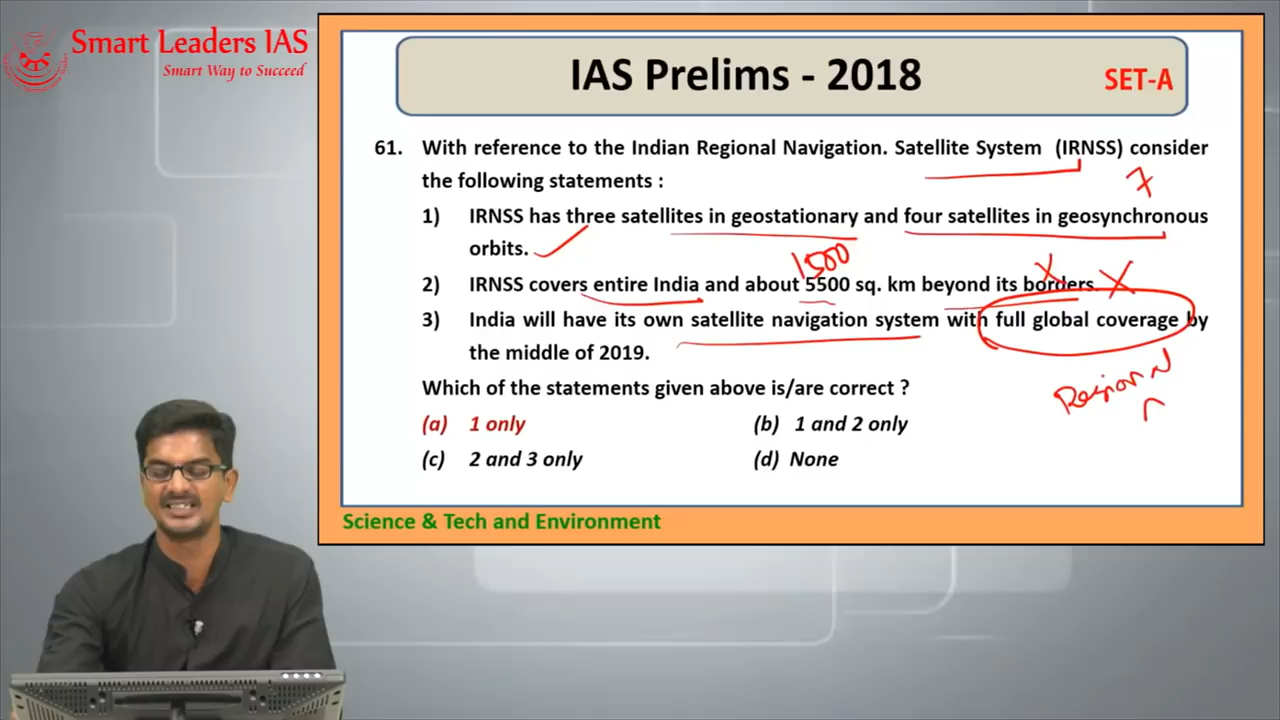 Smart Leaders IAS
Smart Way to Succeed
IAS Prelims - 2018
SET-A
61. With reference to the Indian Regional Navigation. Satellite System (IRNSS) consider
the following statements :
7
1) IRNSS has three satellites in geostationary and four satellites in geosynchronous
orbits.
1500
2) IRNSS covers entire India and about 5500 sq. km beyond its borders.
3) India will have its own satellite navigation system with full global coverage by
the middle of 2019.
Regional
Which of the statements given above is/are correct ?
(a) 1 only
(b) 1 and 2 only
(c) 2 and 3 only
(d) None
Science & Tech and Environment